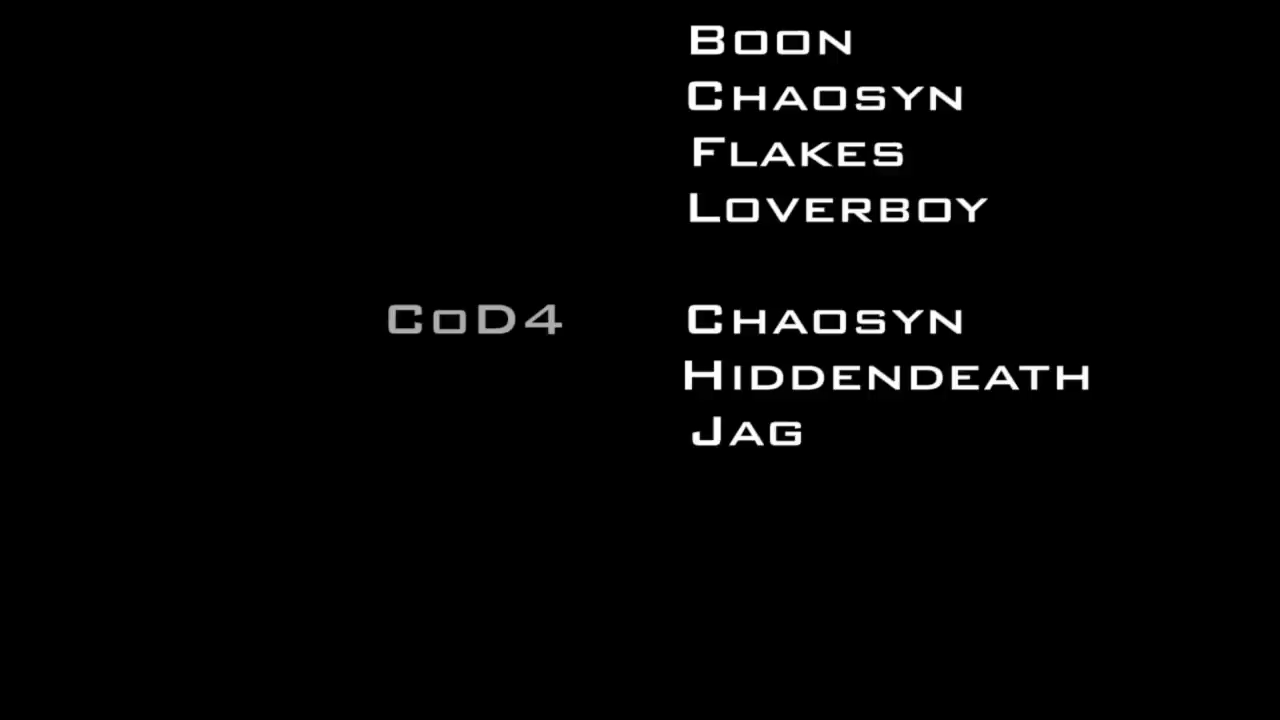 Boon
Chaosyn
Flakes
Loverboy
CoD4 Chaosyn
Hiddendeath
Jag